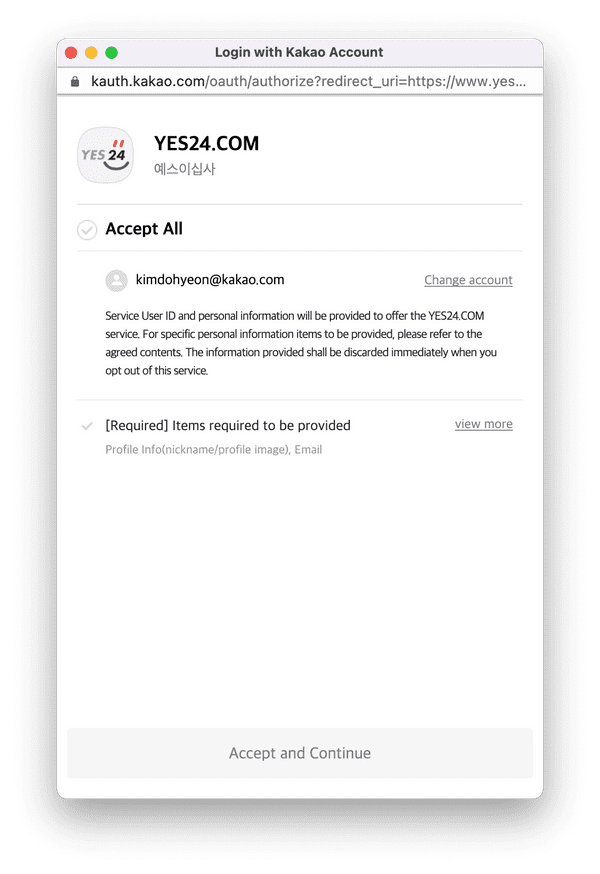 Login with Kakao Account
kauth.kakao.com/oauth/authorize?redirect_uri=https://www.yes...
YES 24
YES24.COM
예스이십사
Accept All
kimdohyeon@kakao.com
Change account
Service User ID and personal information will be provided to offer the YES24.COM
service. For specific personal information items to be provided, please refer to the
agreed contents. The information provided shall be discarded immediately when you
opt out of this service.
[Required] Items required to be provided
view more
Profile Info(nickname/profile image), Email
Accept and Continue